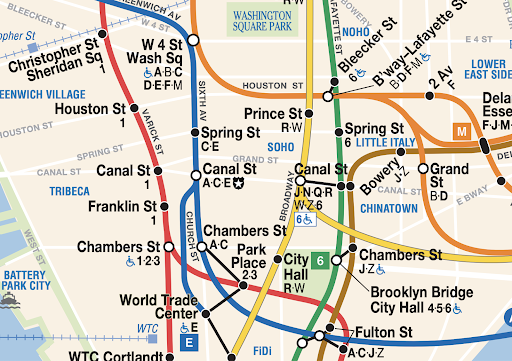 BLEECKER ST
GREENWICH AV
W 4 ST
WASHINGTON
SQUARE PARK
R·W
LAFAYETTE ST
BOWERY
NOHO
Bleecker St
6
B'way-Lafayette St
B·D·F·M
Christopher St
Sheridan Sq
1
W 4 St
Wash Sq
A·B·C
D·E·F·M
2 Av
F
LOWER
EAST SIDE
HOUSTON ST
GREENWICH VILLAGE
Houston St
1
SIXTH AV
VARICK ST
Prince St
R·W
Spring St
C·E
Spring St
6
LITTLE ITALY
SOHO
GRAND ST
SPRING ST
HOUSTON ST
M
Delan
Esse
F·J·M·
Canal St
1
CANAL ST
Canal St
A·C·E
Canal St
J·N·Q·R
W·Z·6
6
Bowery
J·Z
Grand
St
B·D
CANAL ST
E BWAY
TRIBECA
Franklin St
1
CHINATOWN
BROADWAY
CHURCH ST
Chambers St
1·2·3
Chambers St
A·C
Park
Place
2·3
City
Hall
R·W
6
Chambers St
J·Z
Brooklyn Bridge
City Hall 4·5·6
WEST ST
BATTERY
PARK CITY
World Trade
Center
E
E
WTC
WTC Cortlandt
FiDi
Fulton St
A·C·J·Z